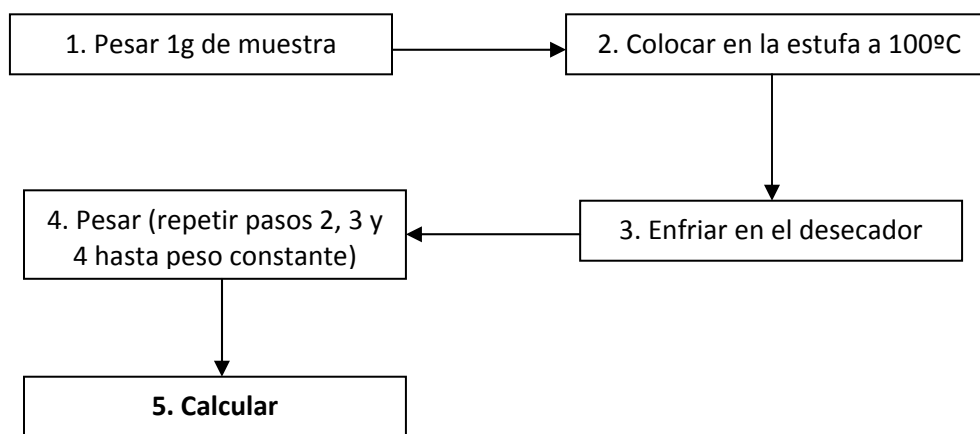 1. Pesar 1g de muestra
2. Colocar en la estufa a 100ºC
3. Enfriar en el desecador
4. Pesar (repetir pasos 2, 3 y
4 hasta peso constante)
5. Calcular